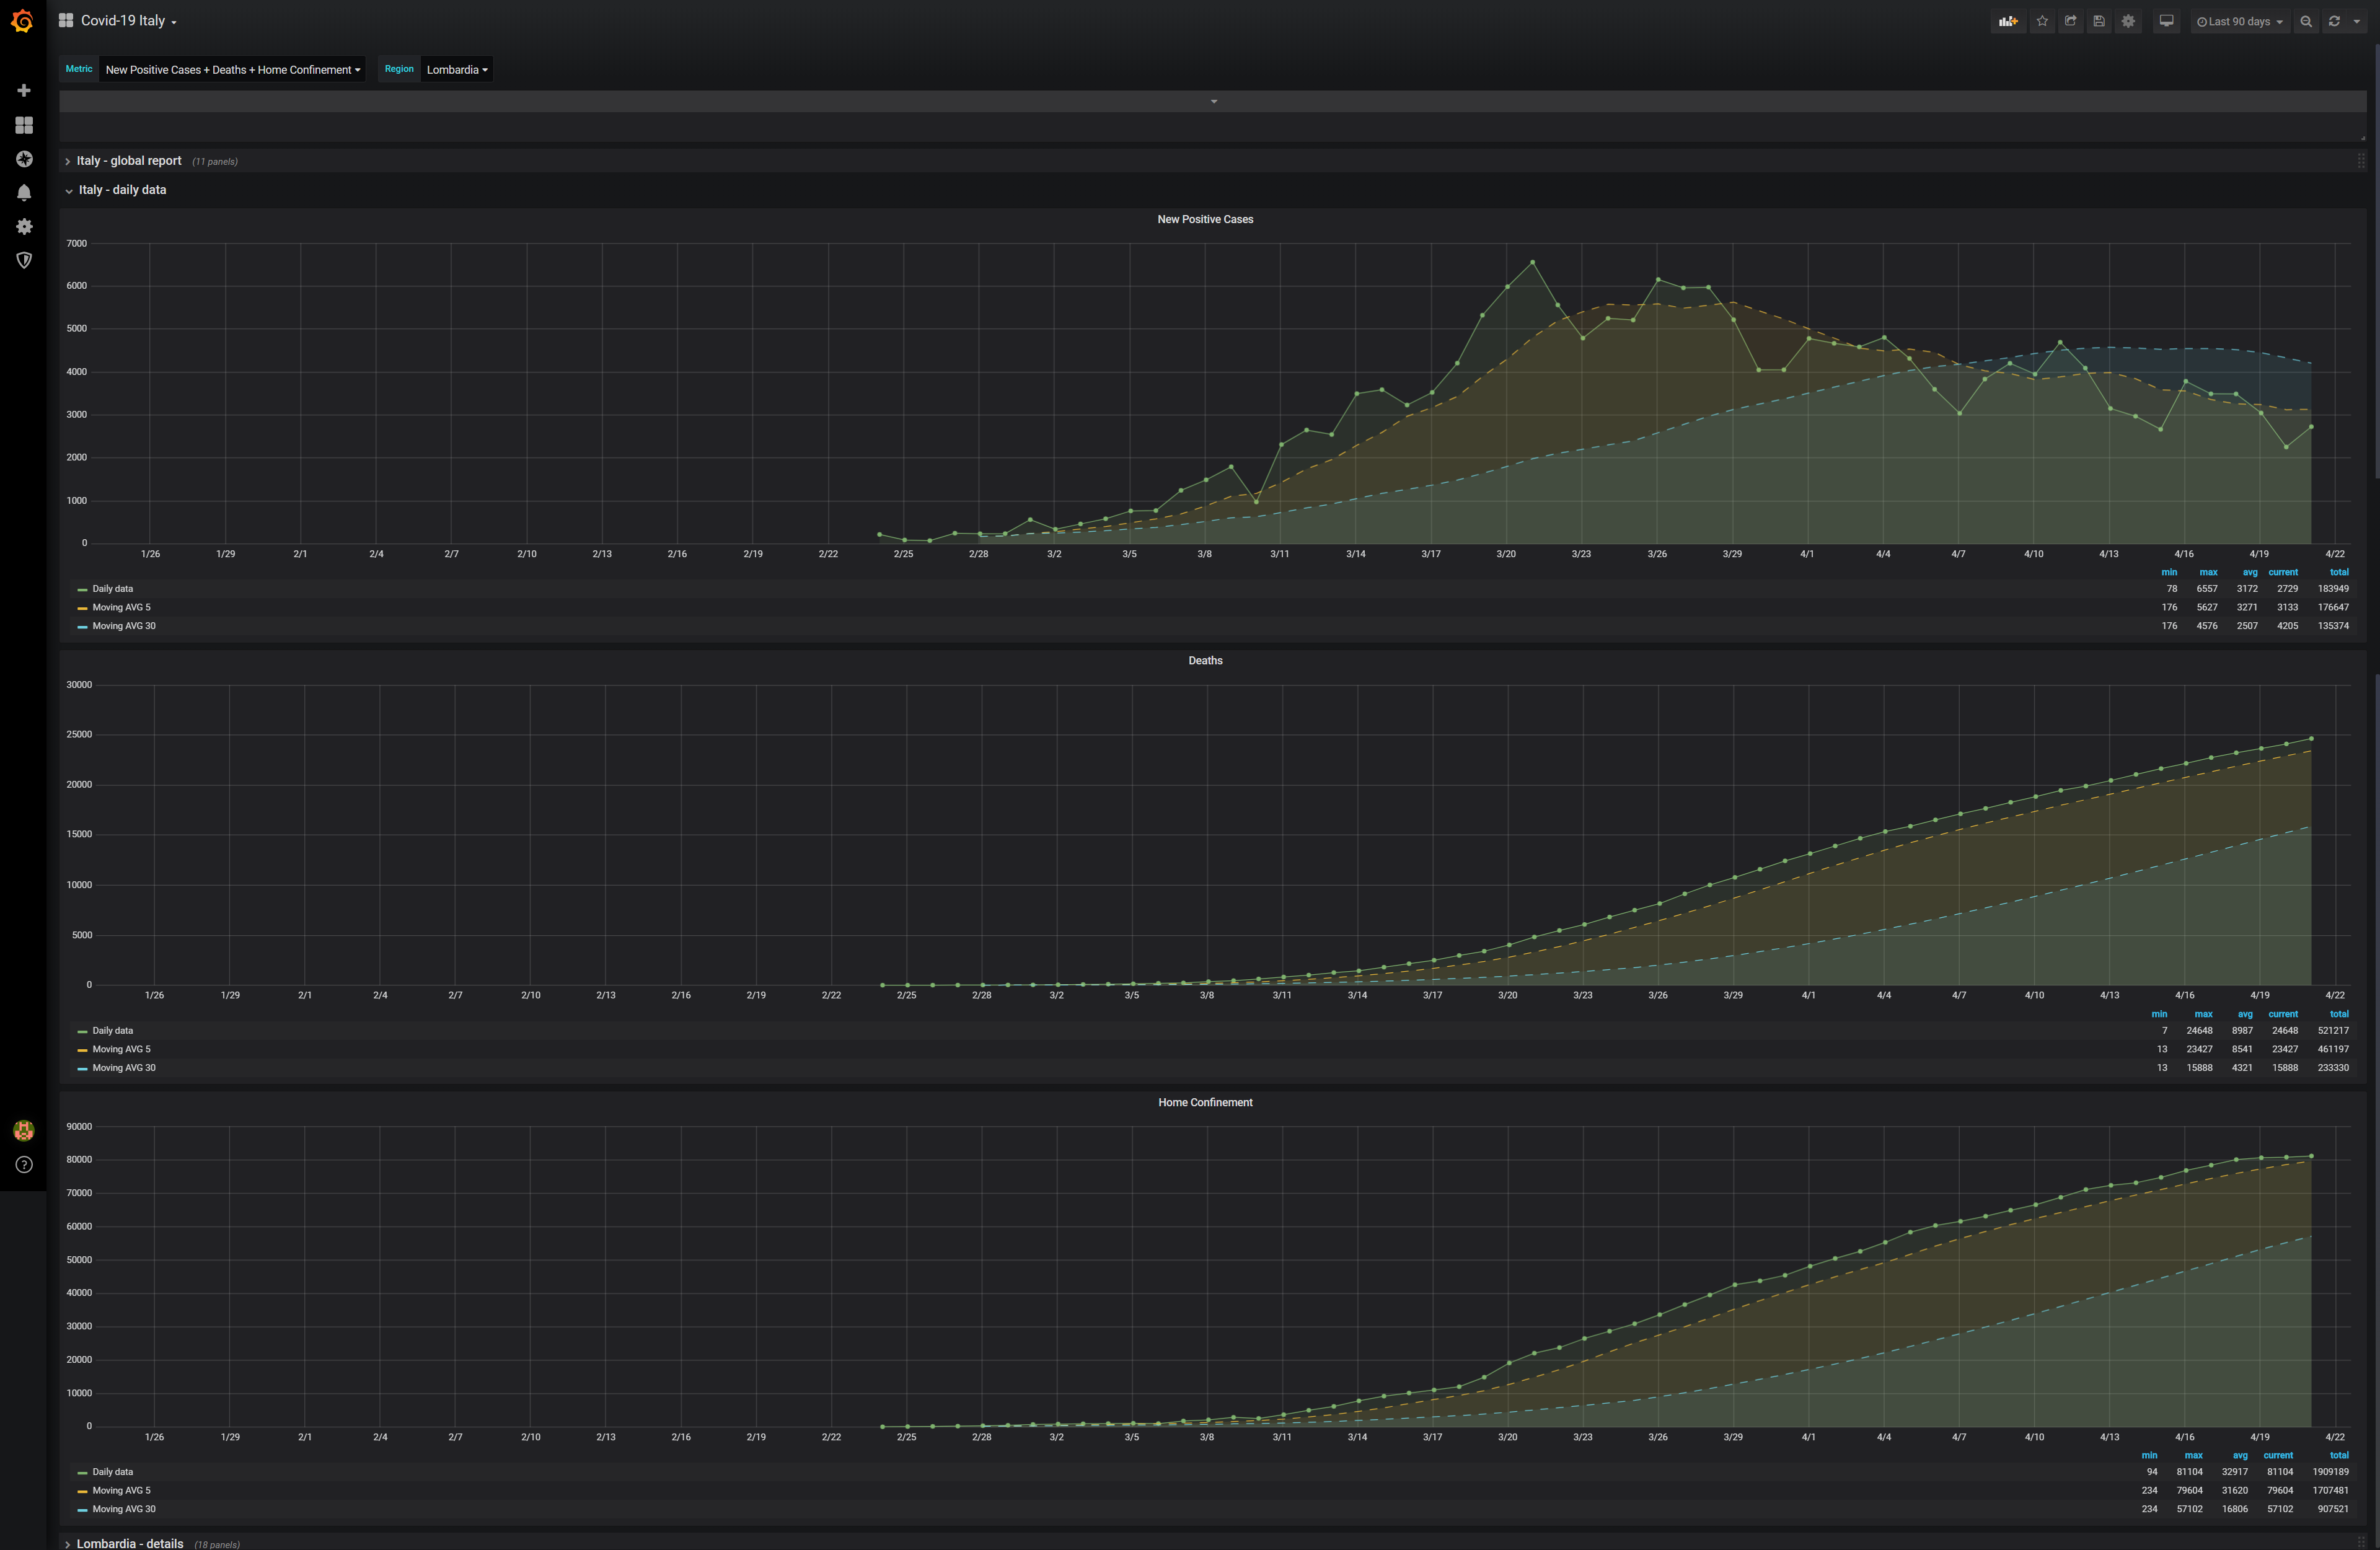 Covid-19 Italy
Last 90 days
Metric New Positive Cases + Deaths + Home Confinement Region Lombardia
Italy - global report (11 panels)
Italy - daily data
New Positive Cases
7000
6000
5000
4000
3000
2000
1000
0
1/26 1/29 2/1 2/4 2/7 2/10 2/13 2/16 2/19 2/22 2/25 2/28 3/2 3/5 3/8 3/11 3/14 3/17 3/20 3/23 3/26 3/29 4/1 4/4 4/7 4/10 4/13 4/16 4/19 4/22
min max avg current total
Daily data 78 6557 3172 2729 183949
Moving AVG 5 176 5627 3271 3133 176647
Moving AVG 30 176 4576 2507 4205 135374
Deaths
30000
25000
20000
15000
10000
5000
0
1/26 1/29 2/1 2/4 2/7 2/10 2/13 2/16 2/19 2/22 2/25 2/28 3/2 3/5 3/8 3/11 3/14 3/17 3/20 3/23 3/26 3/29 4/1 4/4 4/7 4/10 4/13 4/16 4/19 4/22
min max avg current total
Daily data 7 24648 8987 24648 521217
Moving AVG 5 13 23427 8541 23427 461197
Moving AVG 30 13 15888 4321 15888 233330
Home Confinement
90000
80000
70000
60000
50000
40000
30000
20000
10000
0
1/26 1/29 2/1 2/4 2/7 2/10 2/13 2/16 2/19 2/22 2/25 2/28 3/2 3/5 3/8 3/11 3/14 3/17 3/20 3/23 3/26 3/29 4/1 4/4 4/7 4/10 4/13 4/16 4/19 4/22
min max avg current total
Daily data 94 81104 32917 81104 1909189
Moving AVG 5 234 79604 31620 79604 1707481
Moving AVG 30 234 57102 16806 57102 907521
Lombardia - details (18 panels)